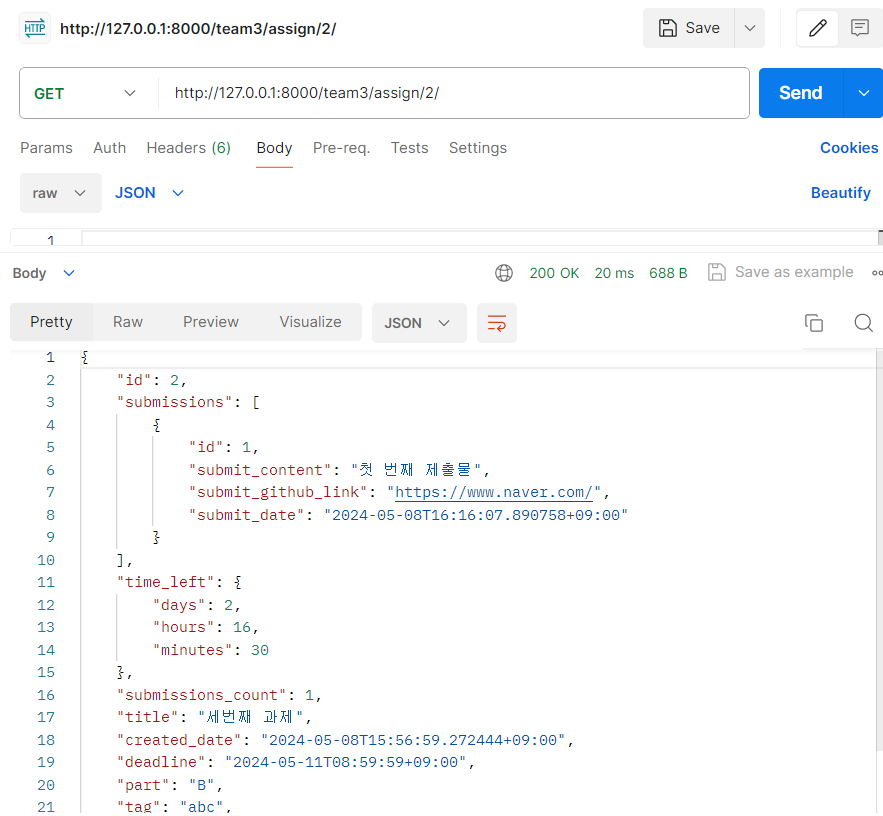 HTTP http://127.0.0.1:8000/team3/assign/2/ Save
GET http://127.0.0.1:8000/team3/assign/2/ Send
Params Auth Headers (6) Body Pre-req. Tests Settings Cookies
raw JSON Beautify
1
Body 200 OK 20 ms 688 B Save as example
Pretty Raw Preview Visualize JSON
1 {
2 "id": 2,
3 "submissions": [
4 {
5 "id": 1,
6 "submit_content": "첫 번째 제출물",
7 "submit_github_link": "https://www.naver.com/",
8 "submit_date": "2024-05-08T16:16:07.890758+09:00"
9 }
10 ],
11 "time_left": {
12 "days": 2,
13 "hours": 16,
14 "minutes": 30
15 },
16 "submissions_count": 1,
17 "title": "세번째 과제",
18 "created_date": "2024-05-08T15:56:59.272444+09:00",
19 "deadline": "2024-05-11T08:59:59+09:00",
20 "part": "B",
21 "tag": "abc",